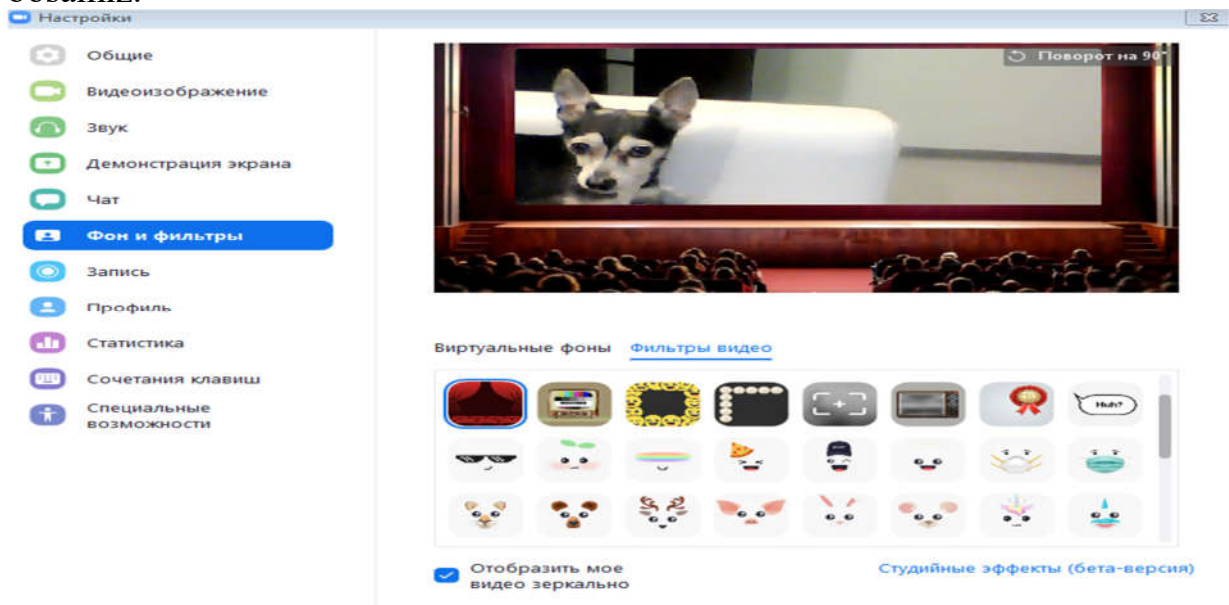 Настройки
Общие
Видеоизображение
Звук
Демонстрация экрана
Чат
Фон и фильтры
Запись
Профиль
Статистика
Сочетания клавиш
Специальные
возможности
Поворот на 90°
Виртуальные фоны Фильтры видео
Huh?
Отобразить мое
видео зеркально
Студийные эффекты (бета-версия)